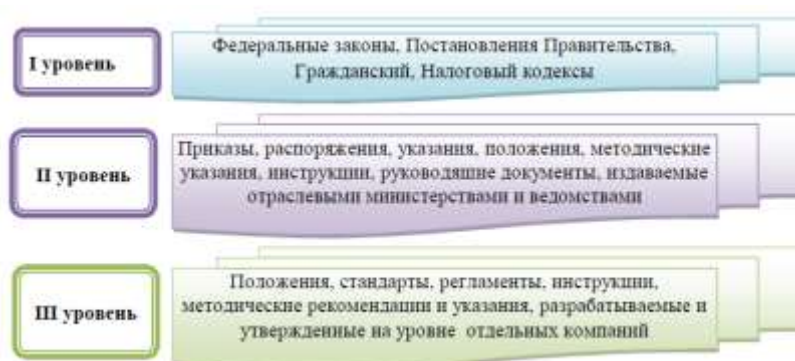 I уровень
Федеральные законы, Постановления Правительства,
Гражданский, Налоговый кодексы
II уровень
Приказы, распоряжения, указания, положения, методические
указания, инструкции, руководящие документы, издаваемые
отраслевыми министерствами и ведомствами
III уровень
Положения, стандарты, регламенты, инструкции,
методические рекомендации и указания, разрабатываемые и
утвержденные на уровне отдельных компаний